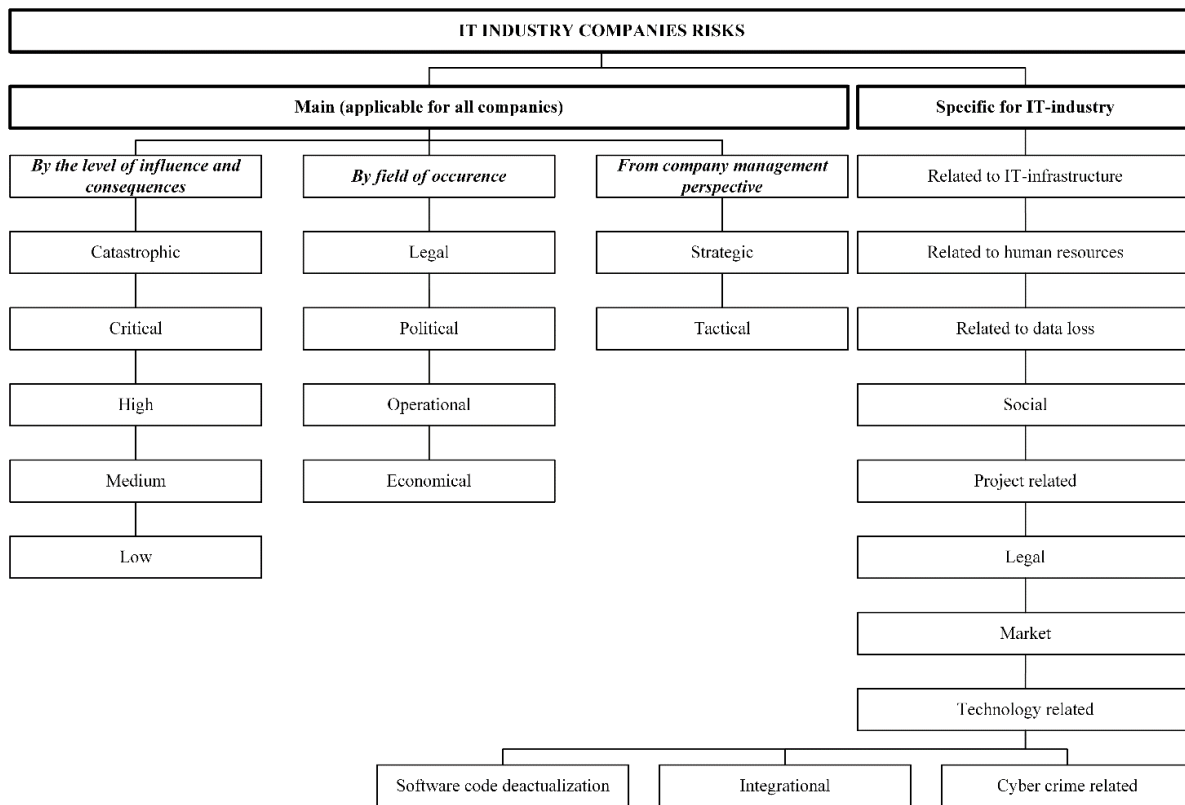 IT INDUSTRY COMPANIES RISKS
Main (applicable for all companies)
Specific for IT-industry
By the level of influence and
consequences
By field of occurence
From company management
perspective
Related to IT-infrastructure
Catastrophic
Legal
Strategic
Related to human resources
Critical
Political
Tactical
Related to data loss
High
Operational
Social
Medium
Economical
Project related
Low
Legal
Market
Technology related
Software code deactualization
Integrational
Cyber crime related